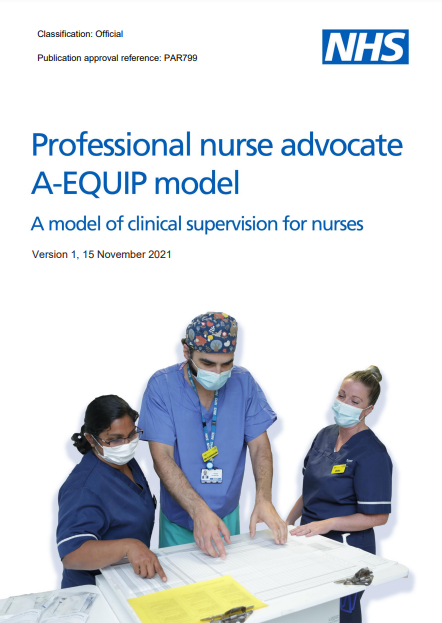 Classification: Official
Publication approval reference: PAR799
NHS
Professional nurse advocate
A-EQUIP model
A model of clinical supervision for nurses
Version 1, 15 November 2021